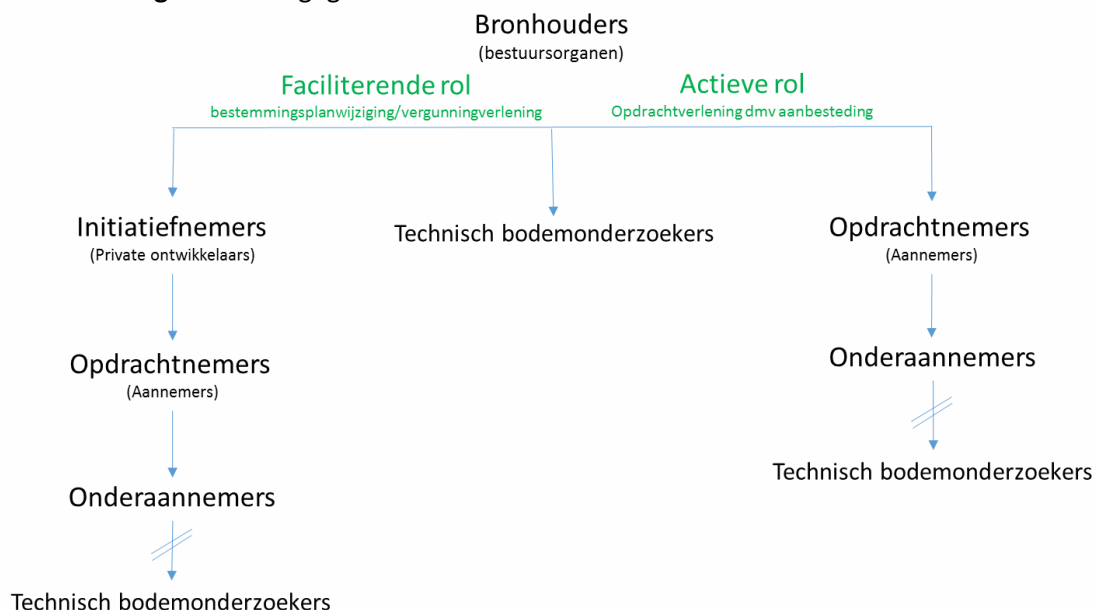 Bronhouders
(bestuursorganen)
Faciliterende rol
Actieve rol
bestemmingsplanwijziging/vergunningverlening
Opdrachtverlening dmv aanbesteding
Initiatiefnemers
(Private ontwikkelaars)
Technisch bodemonderzoekers
Opdrachtnemers
(Aannemers)
Opdrachtnemers
(Aannemers)
Onderaannemers
Technisch bodemonderzoekers
Onderaannemers
Technisch bodemonderzoekers